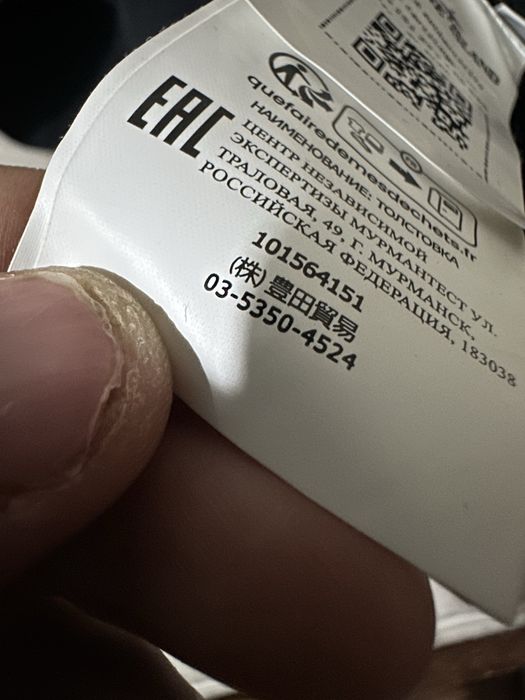 quefairedemesdechets.fr
EAC
НАИМЕНОВАНИЕ: ТОЛСТОВКА
ЦЕНТР НЕЗАВИСИМОЙ
ЭКСПЕРТИЗЫ МУРМАНТЕСТ УЛ.
ТРАЛОВАЯ, 49, Г. МУРМАНСК,
РОССИЙСКАЯ ФЕДЕРАЦИЯ, 183038
101564151
(株)豊田貿易
03-5350-4524